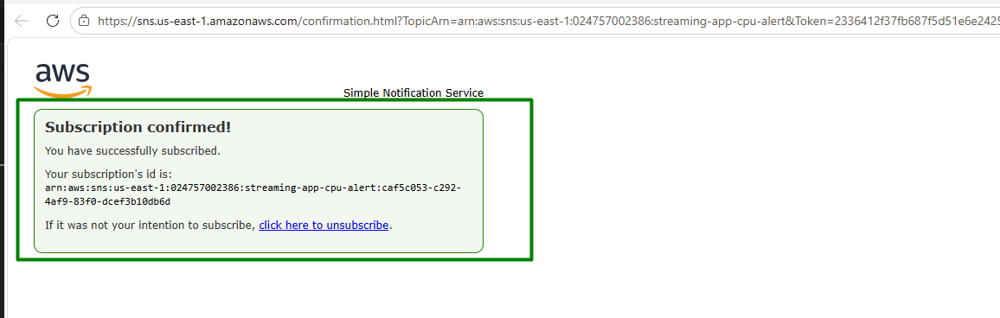 https://sns.us-east-1.amazonaws.com/confirmation.html?TopicArn=arn:aws:sns:us-east-1:024757002386:streaming-app-cpu-alert&Token=2336412f37fb687f5d51e6e2425
aws
Simple Notification Service
Subscription confirmed!
You have successfully subscribed.
Your subscription's id is:
arn:aws:sns:us-east-1:024757002386:streaming-app-cpu-alert:caf5c053-c292-
4af9-83f0-dcef3b10db6d
If it was not your intention to subscribe, click here to unsubscribe.